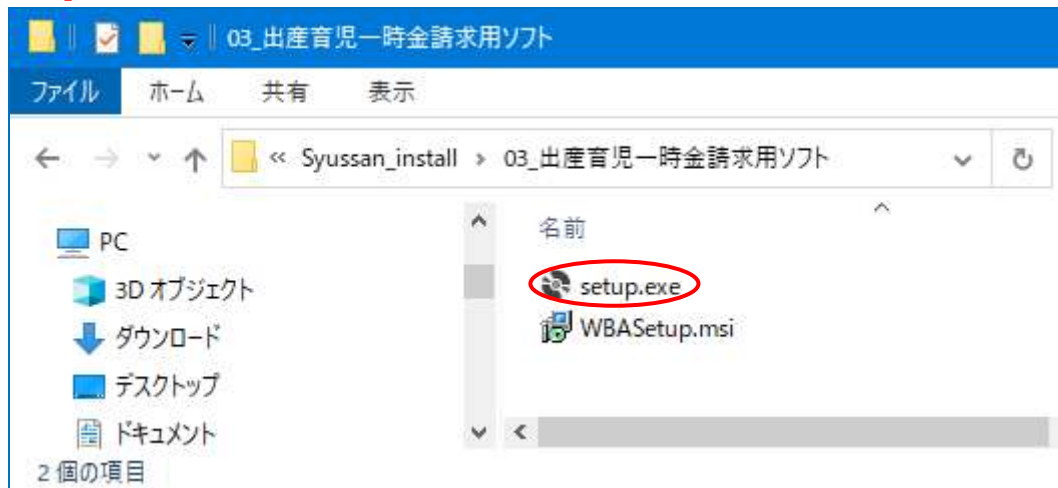 03_出産育児一時金請求用ソフト
ファイル ホーム 共有 表示
« Syussan_install › 03_出産育児一時金請求用ソフト
名前
PC
setup.exe
3D オブジェクト
WBASetup.msi
ダウンロード
デスクトップ
ドキュメント
2 個の項目